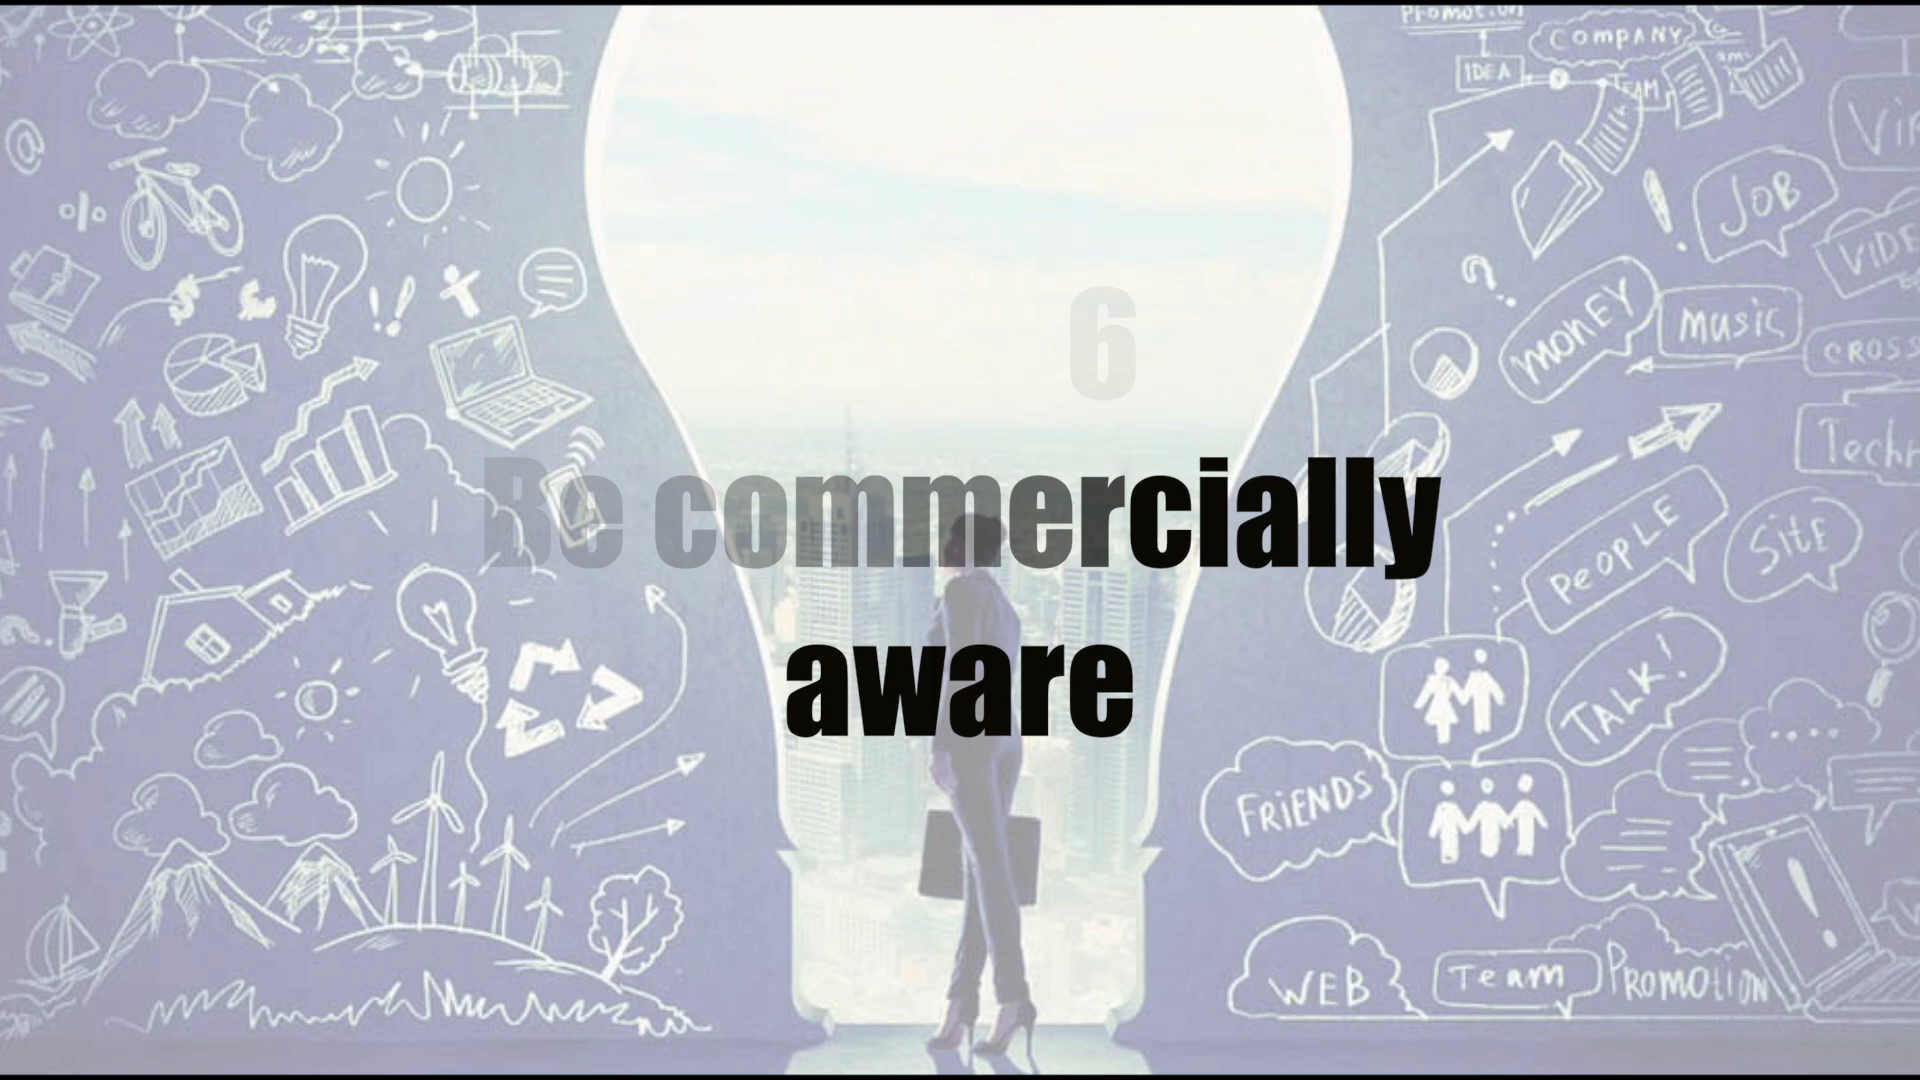 Promotion
COMPANY
IDEA
TEAM
@
%
JOB
$
MONEY
MUSIC
CROSS
6
Be commercially
aware
PEOPLE
SITE
TALK!
FRIENDS
WEB
Team
PROMOTION